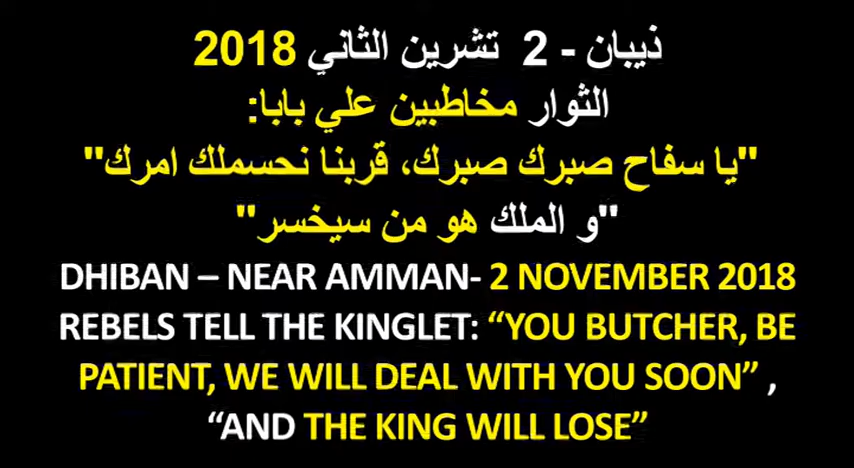 ذيبان - 2 تشرين الثاني 2018
الثوار مخاطبين علي بابا:
"يا سفاح صبرك صبرك، قربنا نحسملك امرك"
"و الملك هو من سيخسر"
DHIBAN – NEAR AMMAN- 2 NOVEMBER 2018
REBELS TELL THE KINGLET: “YOU BUTCHER, BE
PATIENT, WE WILL DEAL WITH YOU SOON” ,
“AND THE KING WILL LOSE”